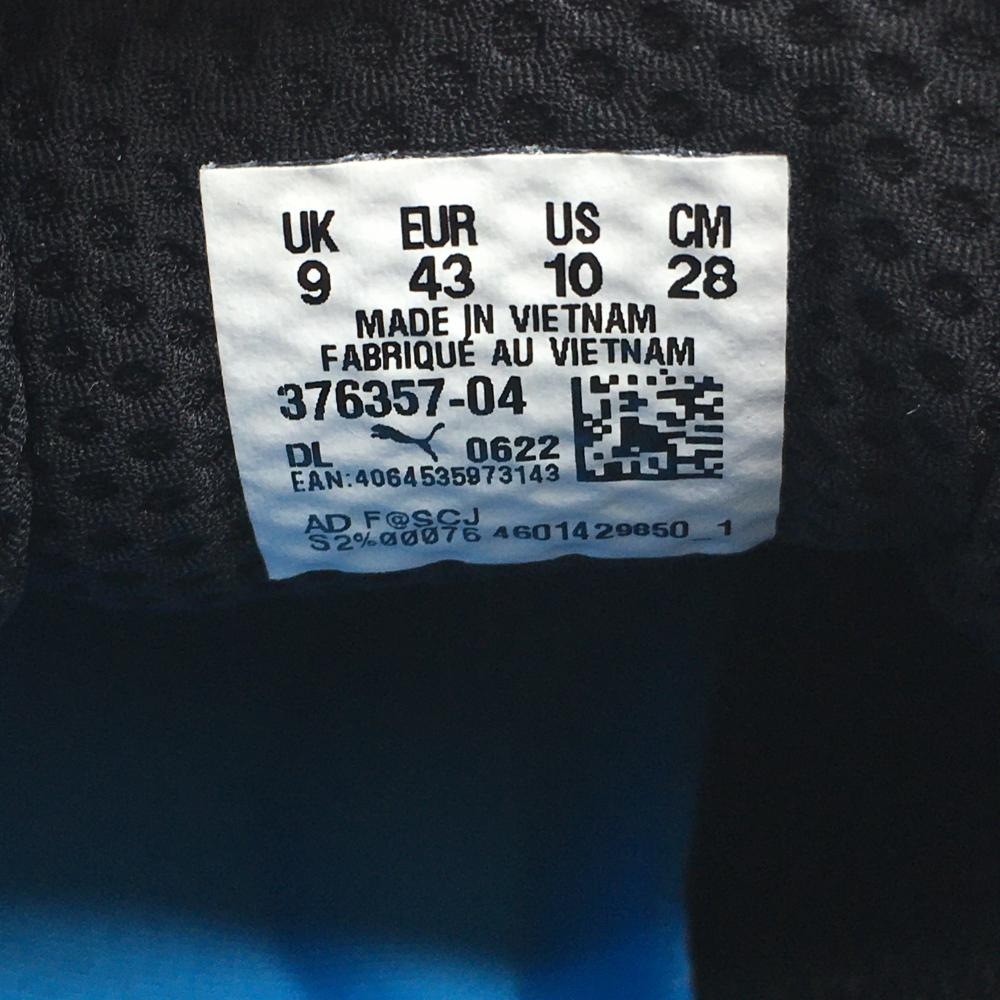 UK EUR US CM
9 43 10 28
MADE IN VIETNAM
FABRIQUÉ AU VIETNAM
376357-04
DL 0622
EAN:4064535973143
AD F@SCJ
S2%00076 4601429850_1